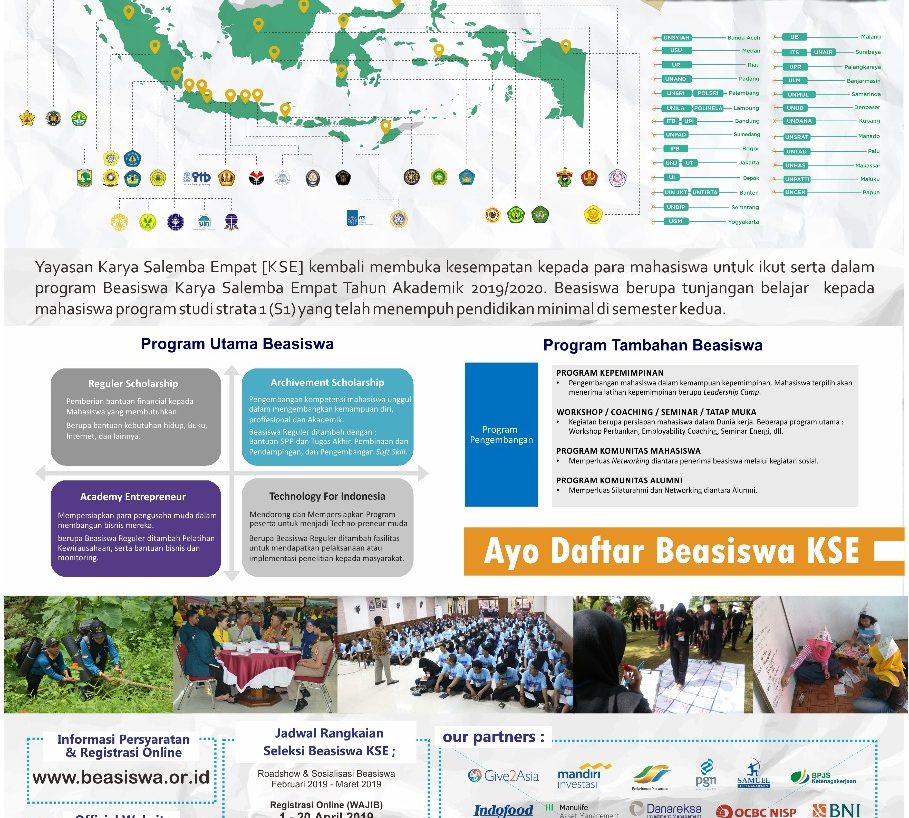 UNSYIAH Banda Aceh
USU Medan
UR Riau
UNAND Padang
UNSRI POLSRI Palembang
UNILA POLINELA Lampung
ITB UPI Bandung
UNPAD Sumedang
IPB Bogor
UNJ UT Jakarta
UI Depok
UIN JKT UNTIRTA Banten
UNDIP Semarang
UGM Yogyakarta
UB Malang
ITS UNAIR Surabaya
UPR Palangkaraya
ULM Banjarmasin
UNMUL Samarinda
UNUD Denpasar
UNDANA Kupang
UNSRAT Manado
UNTAD Palu
UNHAS Makassar
UNPATTI Maluku
UNCEN Papua
Yayasan Karya Salemba Empat [KSE] kembali membuka kesempatan kepada para mahasiswa untuk ikut serta dalam
program Beasiswa Karya Salemba Empat Tahun Akademik 2019/2020. Beasiswa berupa tunjangan belajar kepada
mahasiswa program studi strata 1 (S1) yang telah menempuh pendidikan minimal di semester kedua.
Program Utama Beasiswa
Reguler Scholarship
Pemberian bantuan financial kepada
Mahasiswa yang membutuhkan.
Berupa bantuan kebutuhan hidup, Buku,
Internet, dan lainnya.
Archivement Scholarship
Pengembangan kompetensi mahasiswa unggul
dalam mengembangkan kemampuan diri,
proffesional dan Akademik.
Beasiswa Reguler ditambah dengan :
Bantuan SPP dan Tugas Akhir, Pembinaan dan
Pendampingan, dan Pengembangan Soft Skill.
Academy Entrepreneur
Mempersiapkan para pengusaha muda dalam
membangun bisnis mereka.
berupa Beasiswa Reguler ditambah Pelatihan
Kewirausahaan, serta bantuan bisnis dan
monitoring.
Technology For Indonesia
Mendorong dan Mempersiapkan Program
peserta untuk menjadi Techno-preneur muda
Berupa Beasiswa Reguler ditambah fasilitas
untuk mendapatkan pelaksanaan atau
implementasi penelitian kepada masyarakat.
Program Tambahan Beasiswa
Program
Pengembangan
PROGRAM KEPEMIMPINAN
• Pengembangan mahasiswa dalam kemampuan kepemimpinan. Mahasiswa terpilih akan
menerima latihan kepemimpinan berupa Leadership Camp.
WORKSHOP / COACHING / SEMINAR / TATAP MUKA
• Kegiatan berupa persiapan mahasiswa dalam Dunia kerja. Beberapa program utama :
Workshop Perbankan, Employability Coaching, Seminar Energi, dll.
PROGRAM KOMUNITAS MAHASISWA
• Memperluas Networking diantara penerima beasiswa melalui kegiatan sosial.
PROGRAM KOMUNITAS ALUMNI
• Memperluas Silaturahmi dan Networking diantara Alumni.
Ayo Daftar Beasiswa KSE
Informasi Persyaratan
& Registrasi Online
www.beasiswa.or.id
Official Website
Jadwal Rangkaian
Seleksi Beasiswa KSE ;
Roadshow & Sosialisasi Beasiswa
Februari 2019 - Maret 2019
Registrasi Online (WAJIB)
1 - 20 April 2019
our partners :
Give2Asia
mandiri
investasi
pgn
SAMUEL
BPJS
Ketenagakerjaan
Indofood
Manulife
Asset Management
Danareksa
Investment Management
OCBC NISP
BNI